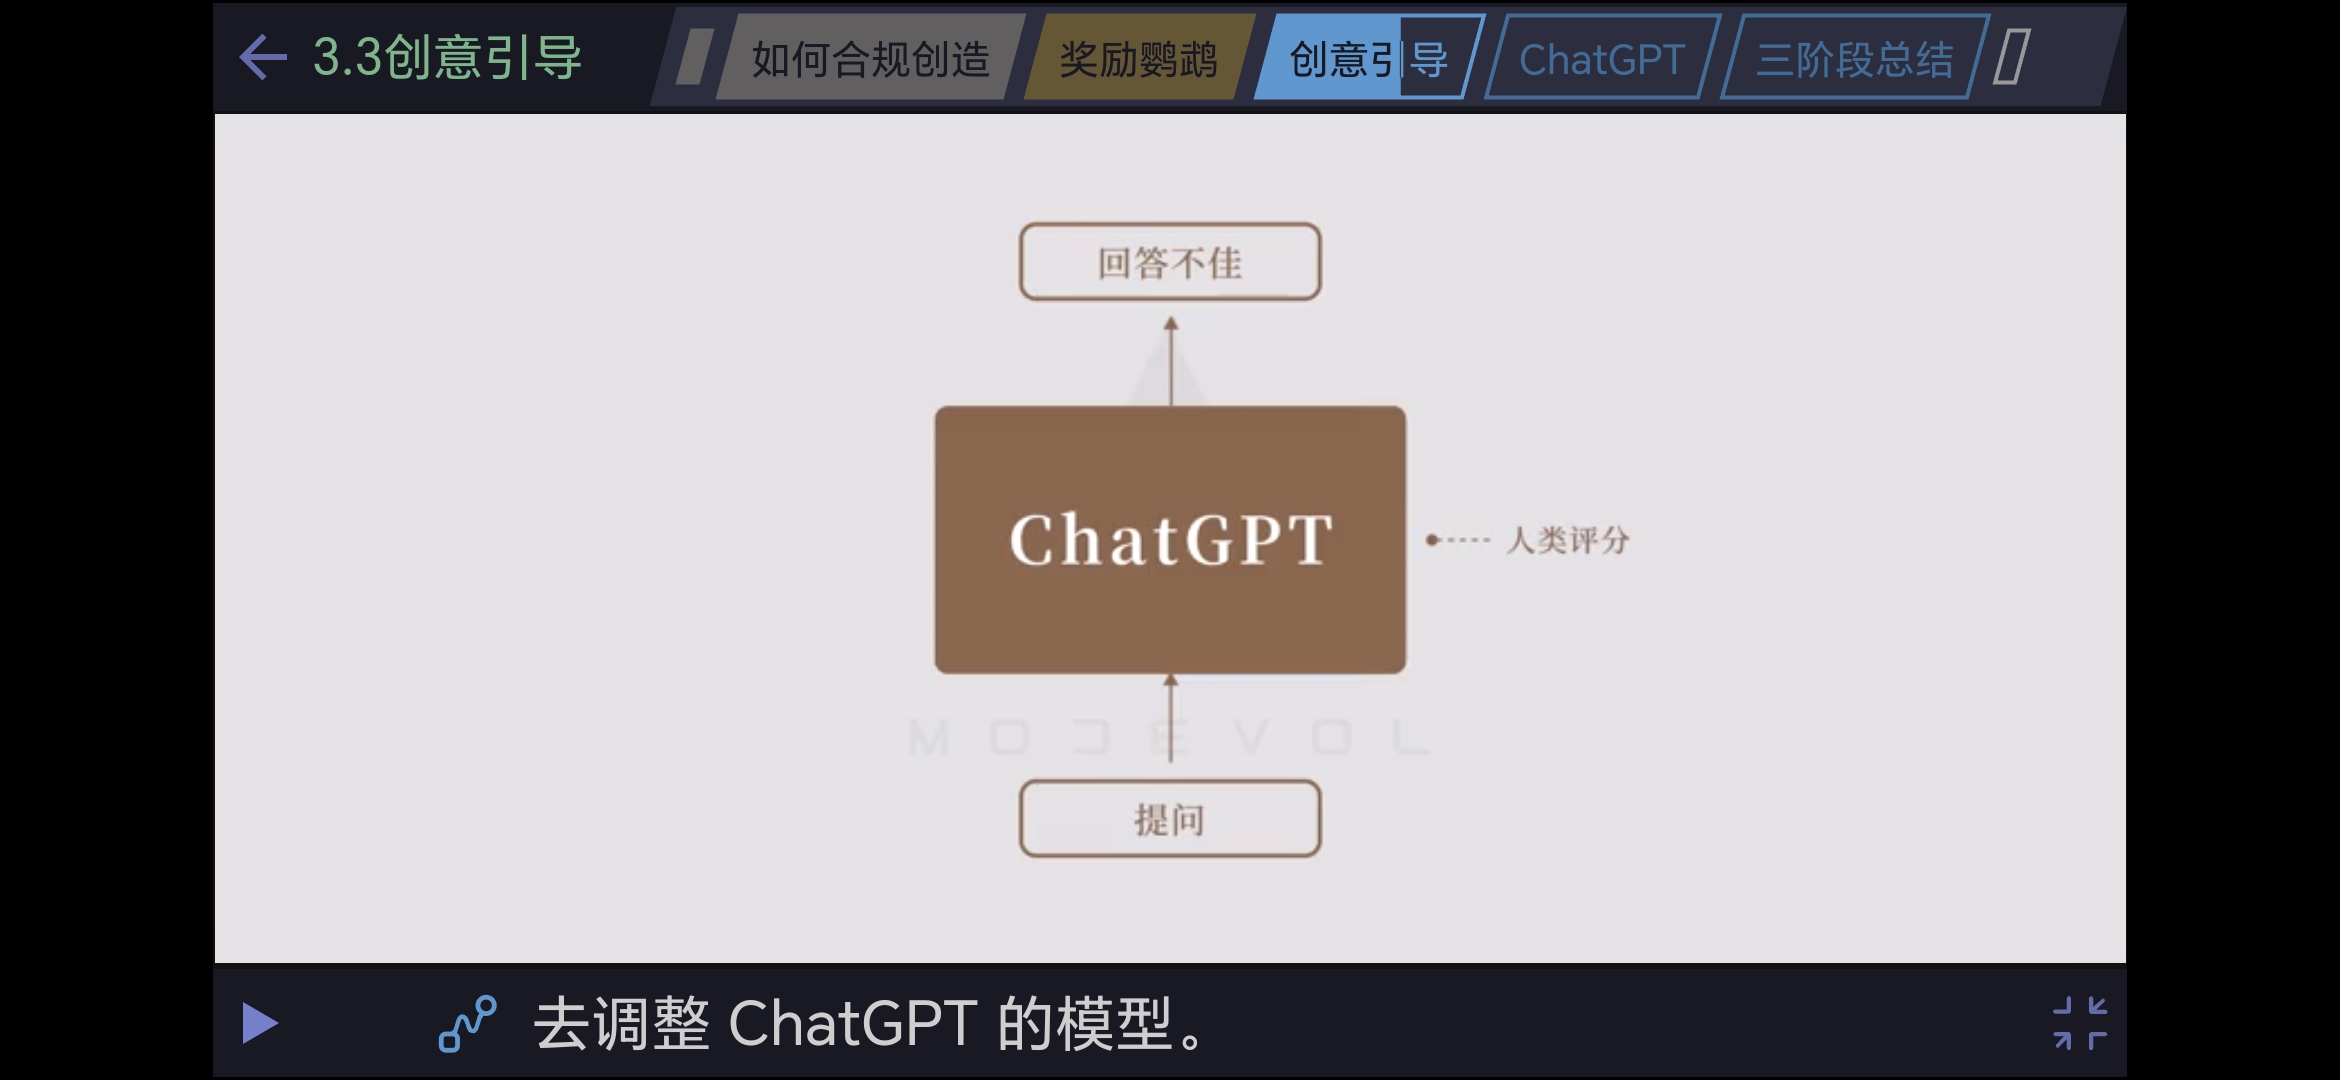 3.3创意引导
如何合规创造
奖励鹦鹉
创意引导
ChatGPT
三阶段总结
回答不佳
ChatGPT
人类评分
MODEVOL
提问
去调整 ChatGPT 的模型。